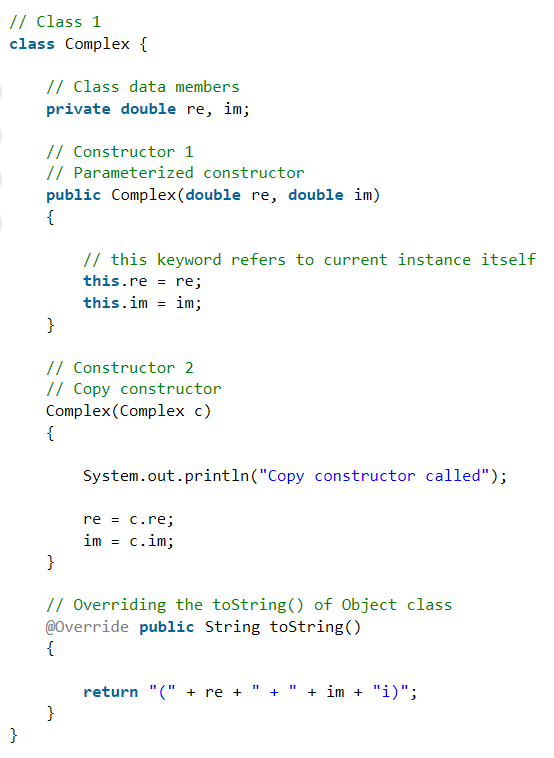 // Class 1
class Complex {
// Class data members
private double re, im;
// Constructor 1
// Parameterized constructor
public Complex(double re, double im)
{
// this keyword refers to current instance itself
this.re = re;
this.im = im;
}
// Constructor 2
// Copy constructor
Complex(Complex c)
{
System.out.println("Copy constructor called");
re = c.re;
im = c.im;
}
// Overriding the toString() of Object class
@Override public String toString()
{
return "(" + re + " + " + im + "i)";
}
}